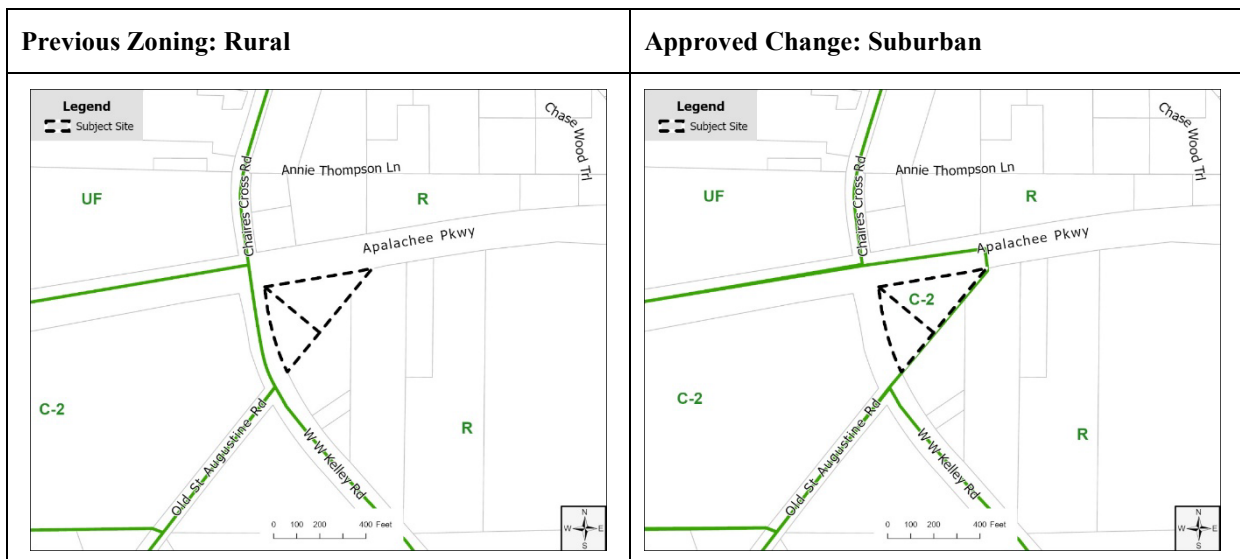 Previous Zoning: Rural
Approved Change: Suburban
Legend
Subject Site
Chaires Cross Rd
Annie Thompson Ln
Chase Wood Trl
UF
R
Apalachee Pkwy
C-2
R
Old St Augustine Rd
W W Kelley Rd
0 100 200 400 Feet
N
W E
S
Legend
Subject Site
Chaires Cross Rd
Annie Thompson Ln
Chase Wood Trl
UF
R
Apalachee Pkwy
C-2
C-2
R
Old St Augustine Rd
W W Kelley Rd
0 100 200 400 Feet
N
W E
S